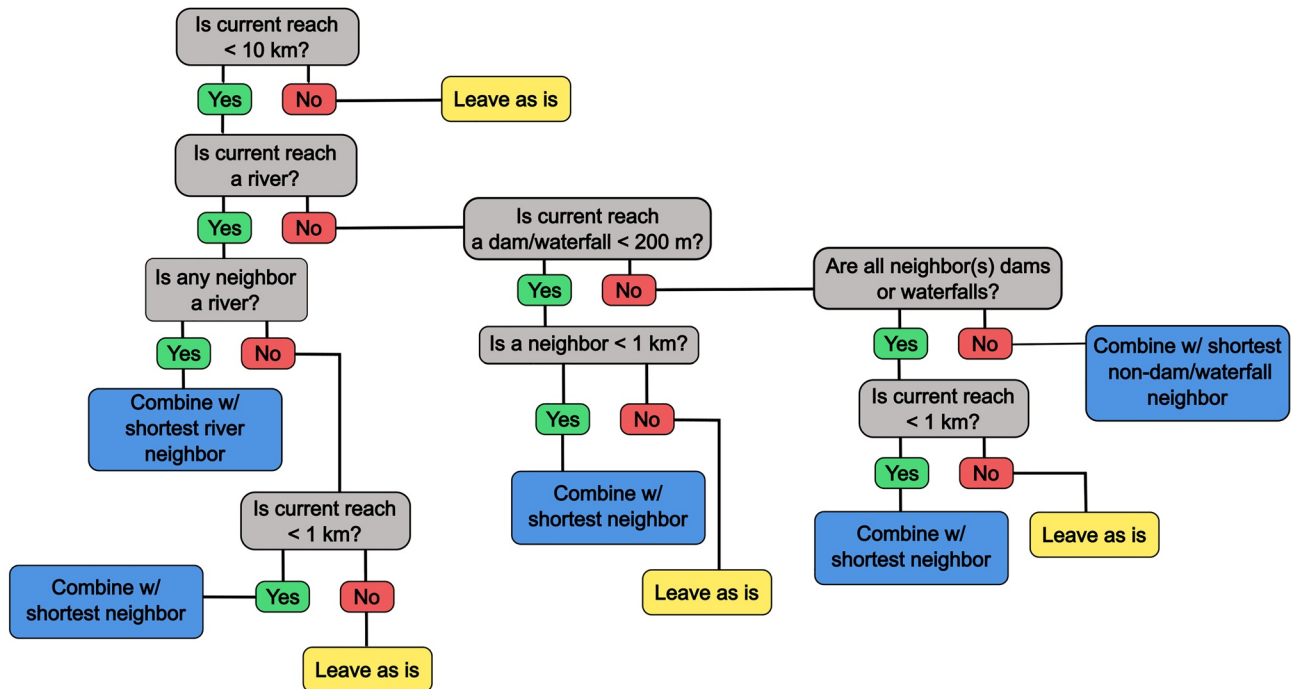 Is current reach
< 10 km?
Yes
No
Leave as is
Is current reach
a river?
Yes
No
Is current reach
a dam/waterfall < 200 m?
Is any neighbor
a river?
Yes
No
Are all neighbor(s) dams
or waterfalls?
Is a neighbor < 1 km?
Yes
No
Yes
No
Combine w/ shortest
non-dam/waterfall
neighbor
Combine w/
shortest river
neighbor
Is current reach
< 1 km?
Yes
No
Yes
No
Combine w/
shortest neighbor
Is current reach
< 1 km?
Combine w/
shortest neighbor
Leave as is
Combine w/
shortest neighbor
Yes
No
Leave as is
Leave as is